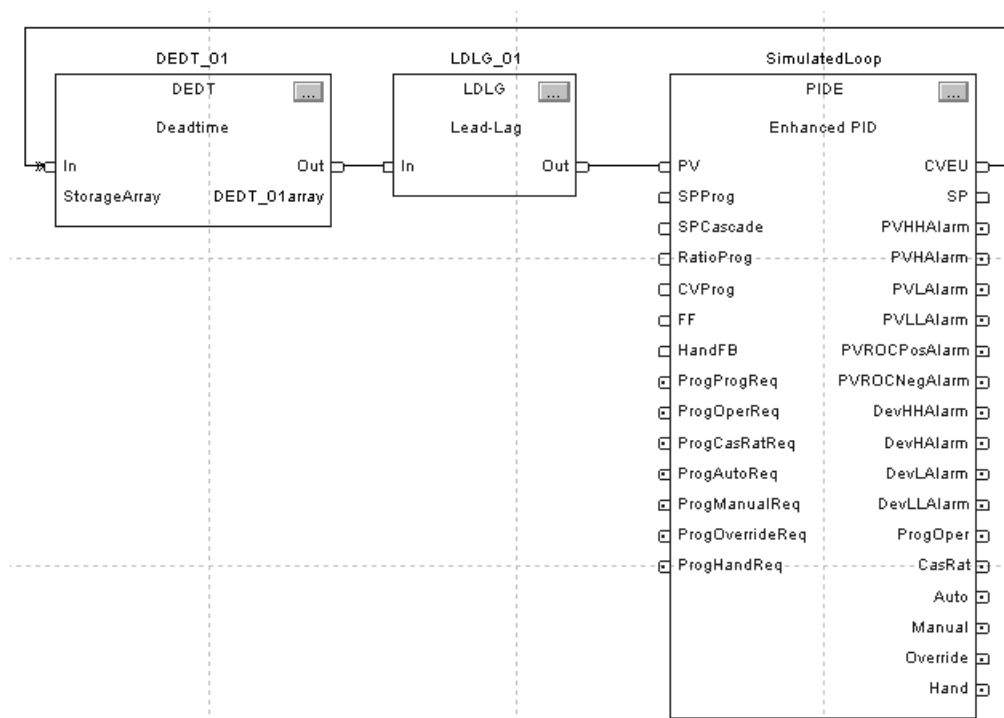 DEDT_01
DEDT
...
Deadtime
In
Out
StorageArray
DEDT_01array
LDLG_01
LDLG
...
Lead-Lag
In
Out
SimulatedLoop
PIDE
...
Enhanced PID
PV
CVEU
SPProg
SP
SPCascade
PVHHAlarm
RatioProg
PVHAlarm
CVProg
PVLAlarm
FF
PVLLAlarm
HandFB
PVROCPosAlarm
ProgProgReq
PVROCNegAlarm
ProgOperReq
DevHHAlarm
ProgCasRatReq
DevHAlarm
ProgAutoReq
DevLAlarm
ProgManualReq
DevLLAlarm
ProgOverrideReq
ProgOper
ProgHandReq
CasRat
Auto
Manual
Override
Hand